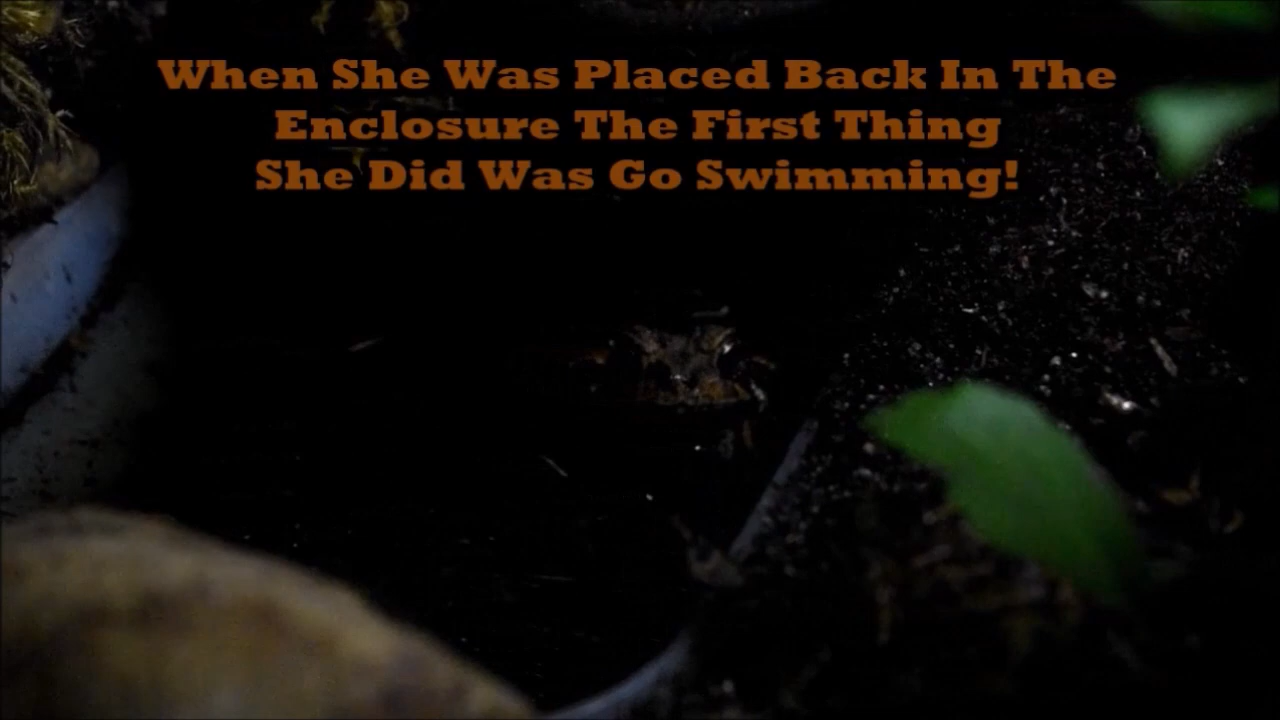 When She Was Placed Back In The
Enclosure The First Thing
She Did Was Go Swimming!